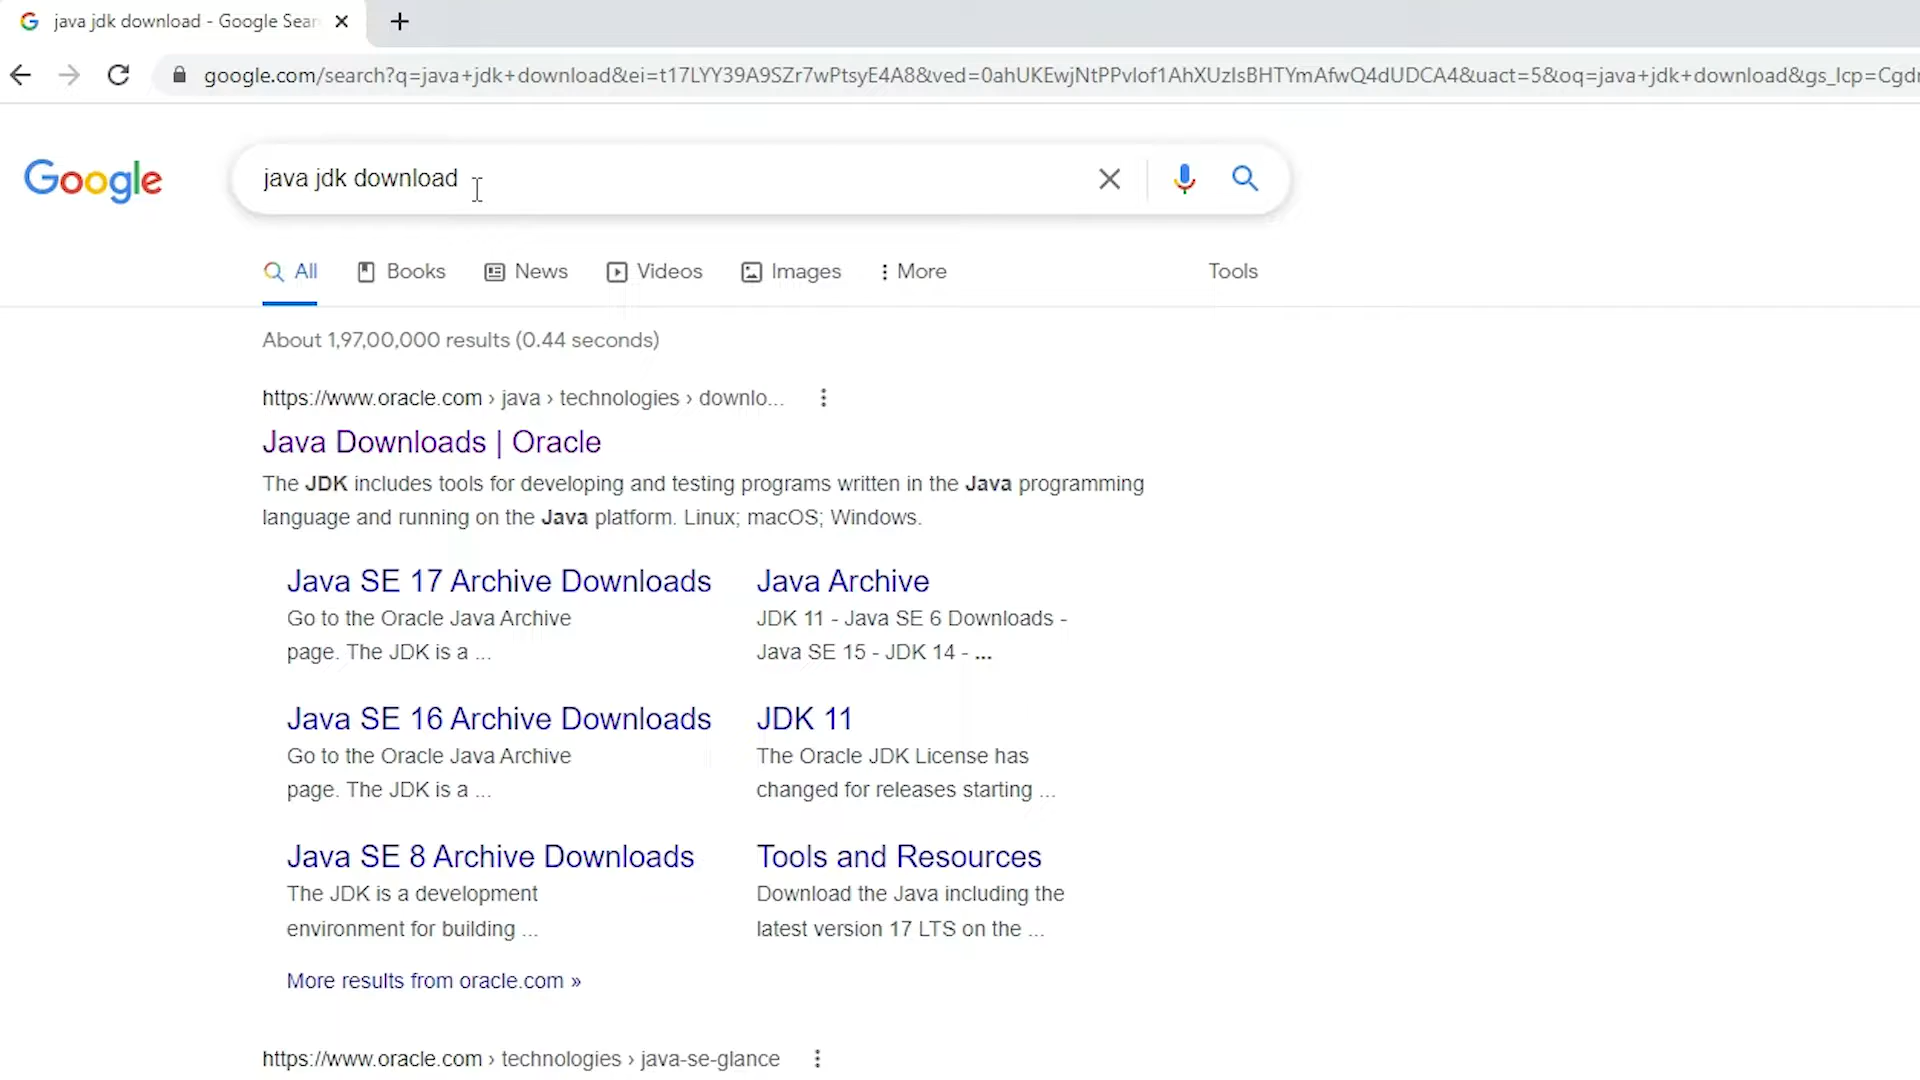 java jdk download - Google Sear
google.com/search?q=java+jdk+download&ei=t17LYY39A9SZr7wPtsyE4A8&ved=0ahUKEwjNtPPvlof1AhXUzIsBHTYmAfwQ4dUDCA4&uact=5&oq=java+jdk+download&gs_lcp=Cgdr
Google
java jdk download
All Books News Videos Images More Tools
About 1,97,00,000 results (0.44 seconds)
https://www.oracle.com › java › technologies › downlo...
Java Downloads | Oracle
The JDK includes tools for developing and testing programs written in the Java programming
language and running on the Java platform. Linux; macOS; Windows.
Java SE 17 Archive Downloads
Go to the Oracle Java Archive
page. The JDK is a ...
Java Archive
JDK 11 - Java SE 6 Downloads -
Java SE 15 - JDK 14 - ...
Java SE 16 Archive Downloads
Go to the Oracle Java Archive
page. The JDK is a ...
JDK 11
The Oracle JDK License has
changed for releases starting ...
Java SE 8 Archive Downloads
The JDK is a development
environment for building ...
Tools and Resources
Download the Java including the
latest version 17 LTS on the ...
More results from oracle.com »
https://www.oracle.com › technologies › java-se-glance